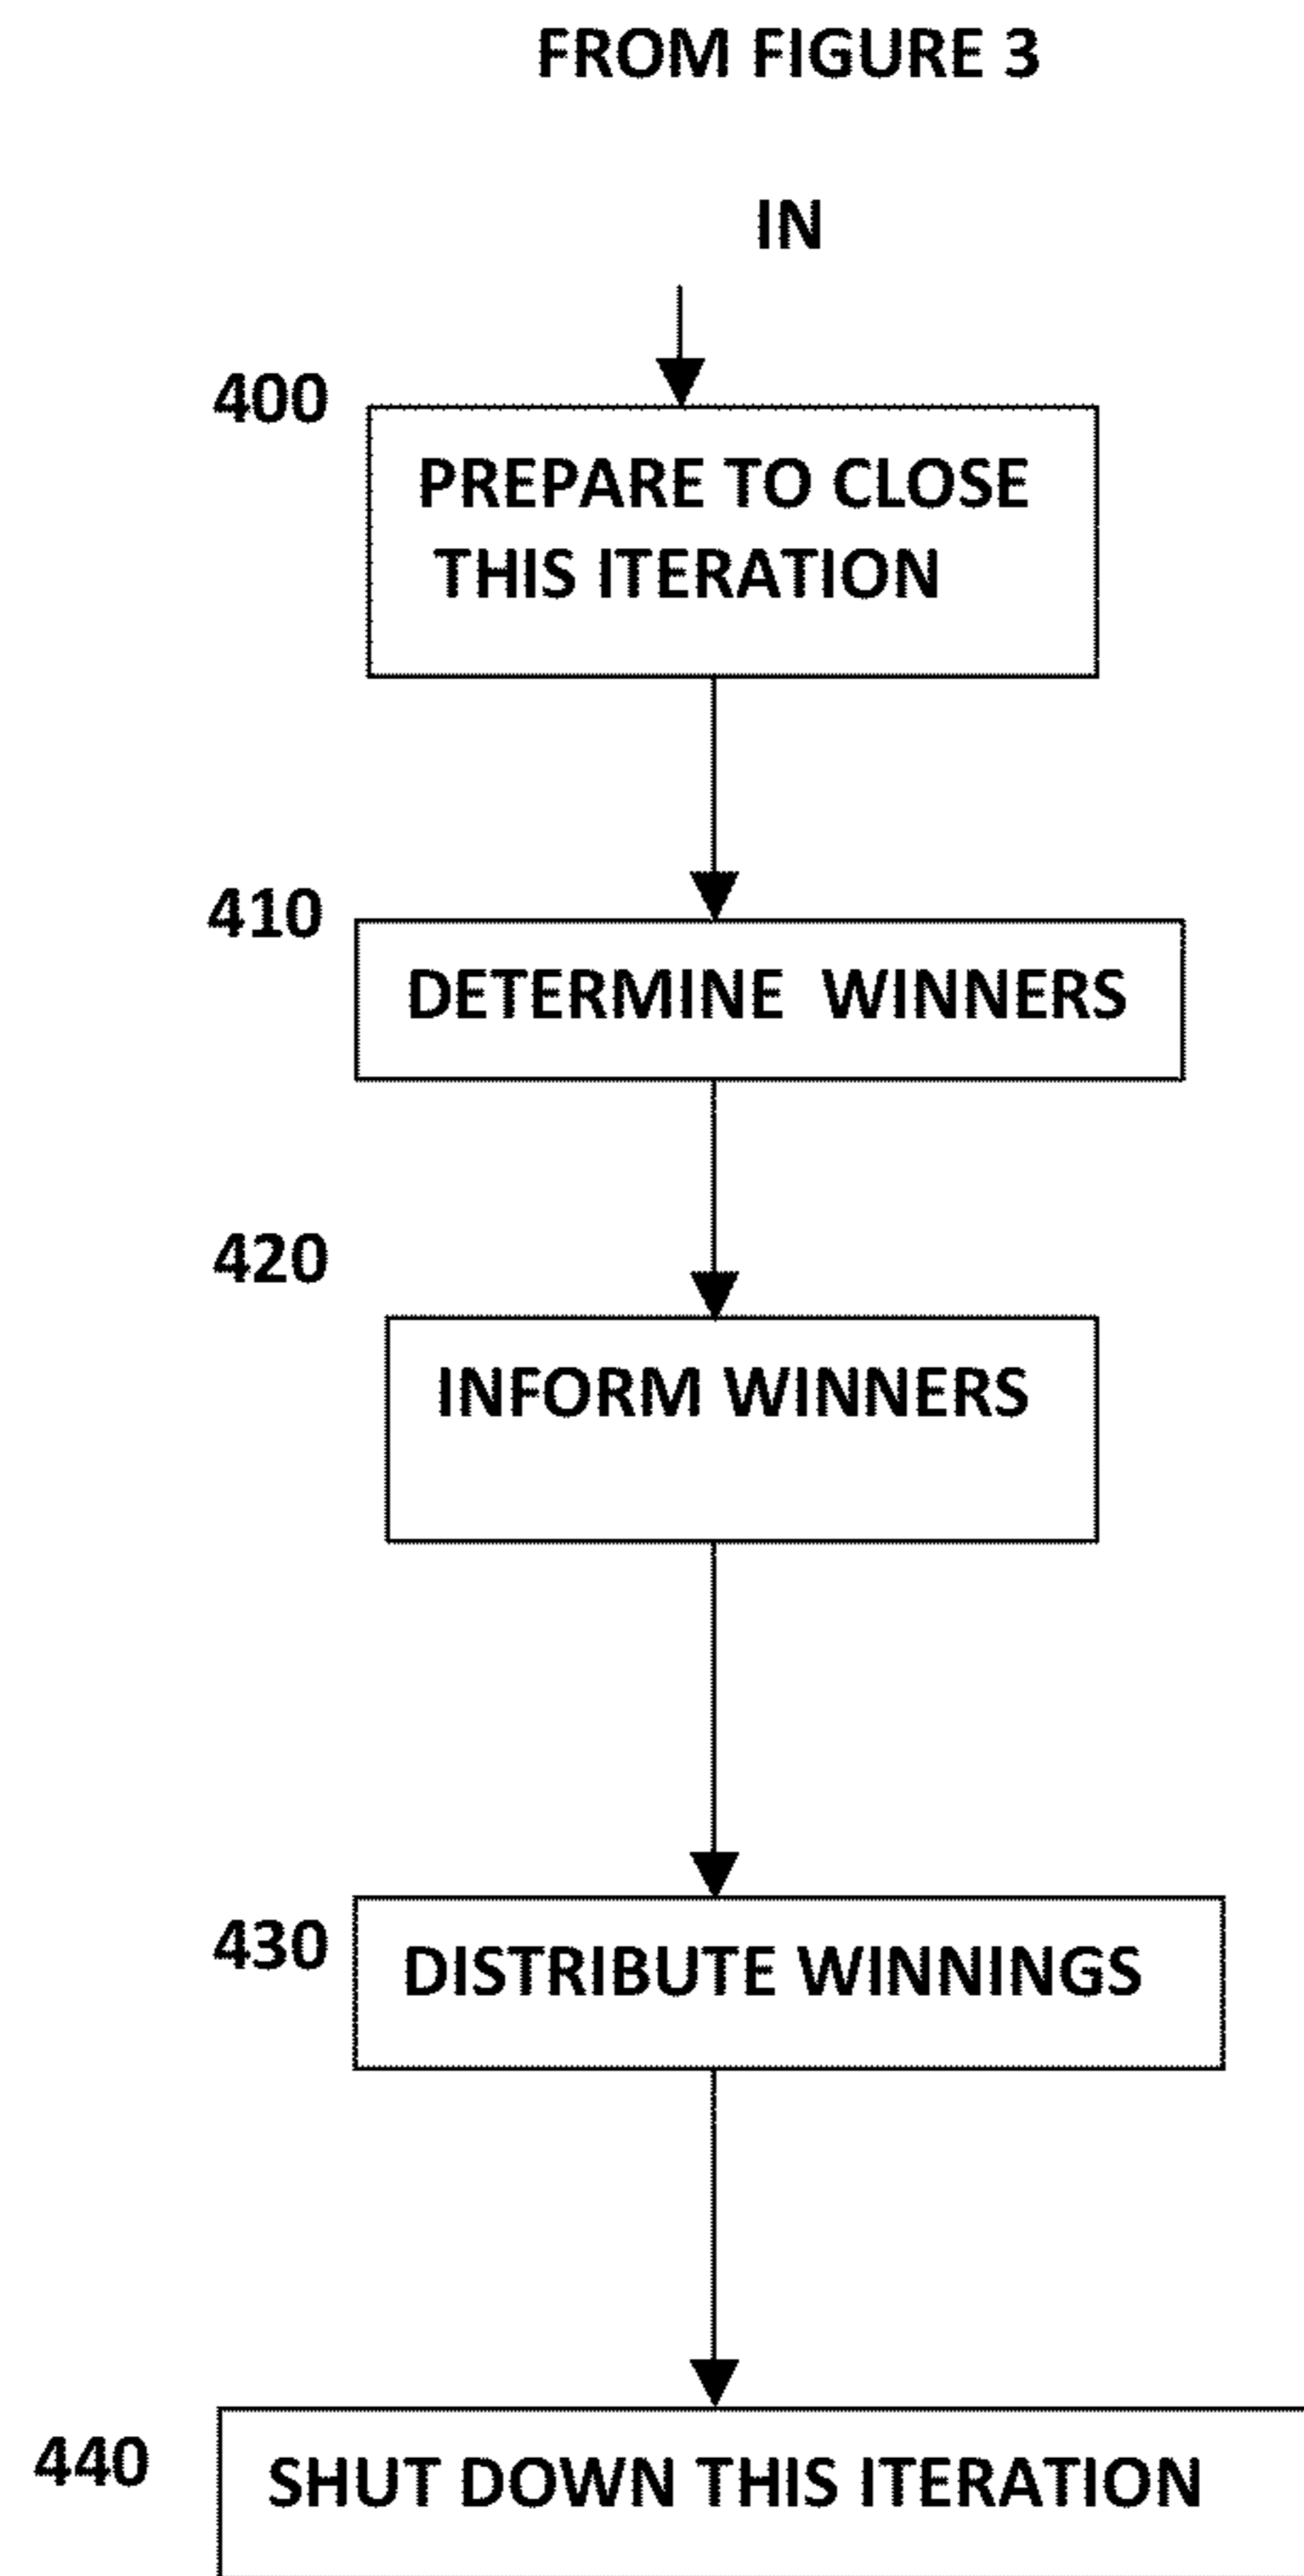 FROM FIGURE 3
IN
400
PREPARE TO CLOSE
THIS ITERATION
410
DETERMINE WINNERS
420
INFORM WINNERS
430
DISTRIBUTE WINNINGS
440
SHUT DOWN THIS ITERATION